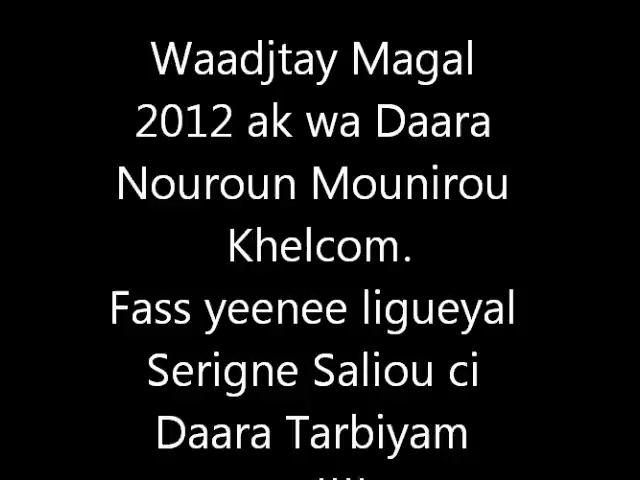 Waadjtay Magal
2012 ak wa Daara
Nouroun Mounirou
Khelcom.
Fass yeenee ligueyal
Serigne Saliou ci
Daara Tarbiyam